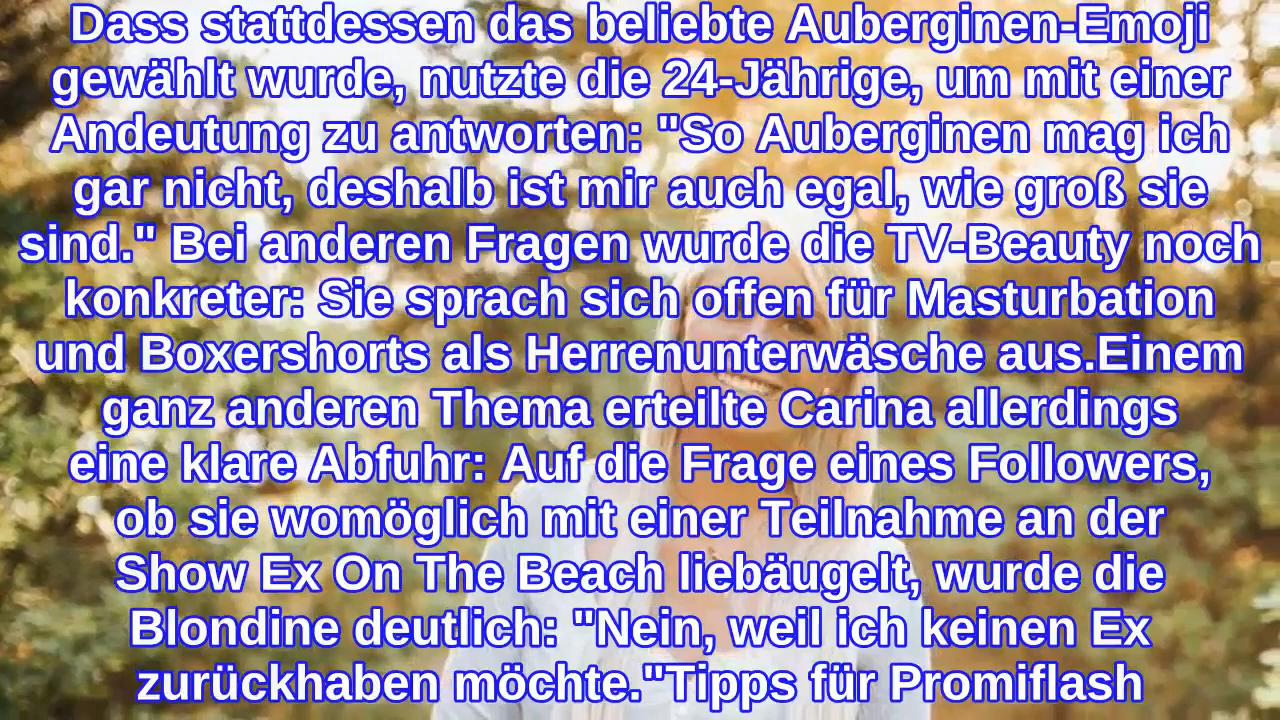 Dass stattdessen das beliebte Auberginen-Emoji
gewählt wurde, nutzte die 24-Jährige, um mit einer
Andeutung zu antworten: "So Auberginen mag ich
gar nicht, deshalb ist mir auch egal, wie groß sie
sind." Bei anderen Fragen wurde die TV-Beauty noch
konkreter: Sie sprach sich offen für Masturbation
und Boxershorts als Herrenunterwäsche aus.Einem
ganz anderen Thema erteilte Carina allerdings
eine klare Abfuhr: Auf die Frage eines Followers,
ob sie womöglich mit einer Teilnahme an der
Show Ex On The Beach liebäugelt, wurde die
Blondine deutlich: "Nein, weil ich keinen Ex
zurückhaben möchte."Tipps für Promiflash